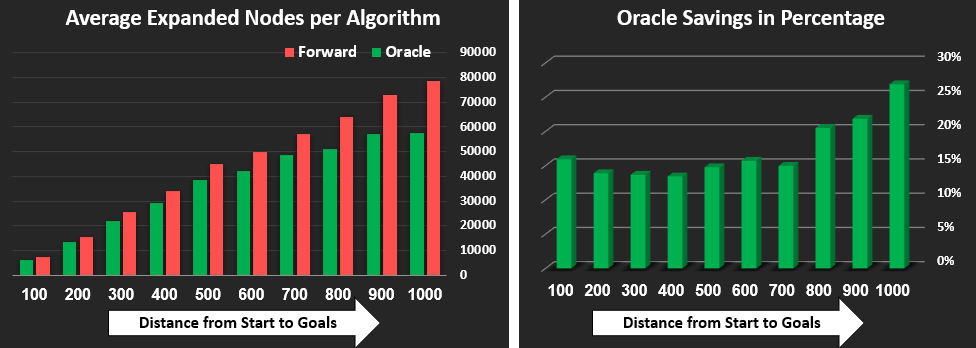 Average Expanded Nodes per Algorithm
Forward Oracle
90000
80000
70000
60000
50000
40000
30000
20000
10000
0
100 200 300 400 500 600 700 800 900 1000
Distance from Start to Goals
Oracle Savings in Percentage
30%
25%
20%
15%
10%
5%
0%
100 200 300 400 500 600 700 800 900 1000
Distance from Start to Goals